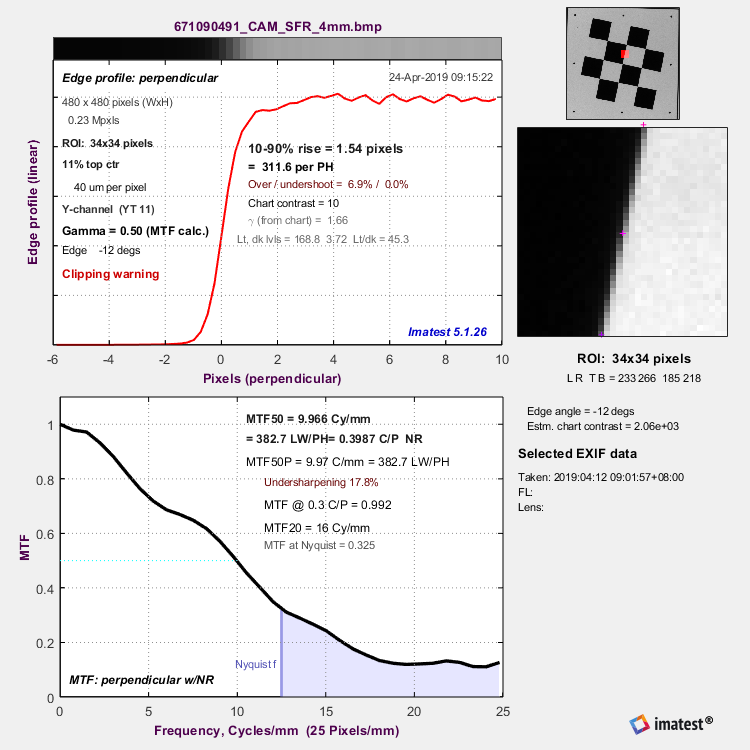 671090491_CAM_SFR_4mm.bmp
Edge profile: perpendicular
24-Apr-2019 09:15:22
480 x 480 pixels (WxH)
0.23 Mpxls
ROI: 34x34 pixels
11% top ctr
40 um per pixel
Y-channel (YT 11)
Gamma = 0.50 (MTF calc.)
Edge -12 degs
Clipping warning
10-90% rise = 1.54 pixels
= 311.6 per PH
Over / undershoot = 6.9% / 0.0%
Chart contrast = 10
γ (from chart) = 1.66
Lt, dk lvls = 168.8 3.72 Lt/dk = 45.3
Imatest 5.1.26
Edge profile (linear)
-6 -4 -2 0 2 4 6 8 10
Pixels (perpendicular)
ROI: 34x34 pixels
L R T B = 233 266 185 218
Edge angle = -12 degs
Estm. chart contrast = 2.06e+03
Selected EXIF data
Taken: 2019:04:12 09:01:57+08:00
FL:
Lens:
MTF50 = 9.966 Cy/mm
= 382.7 LW/PH= 0.3987 C/P NR
MTF50P = 9.97 C/mm = 382.7 LW/PH
Undersharpening 17.8%
MTF @ 0.3 C/P = 0.992
MTF20 = 16 Cy/mm
MTF at Nyquist = 0.325
1
0.8
0.6
0.4
0.2
0
MTF
Nyquist f
MTF: perpendicular w/NR
0 5 10 15 20 25
Frequency, Cycles/mm (25 Pixels/mm)
imatest®